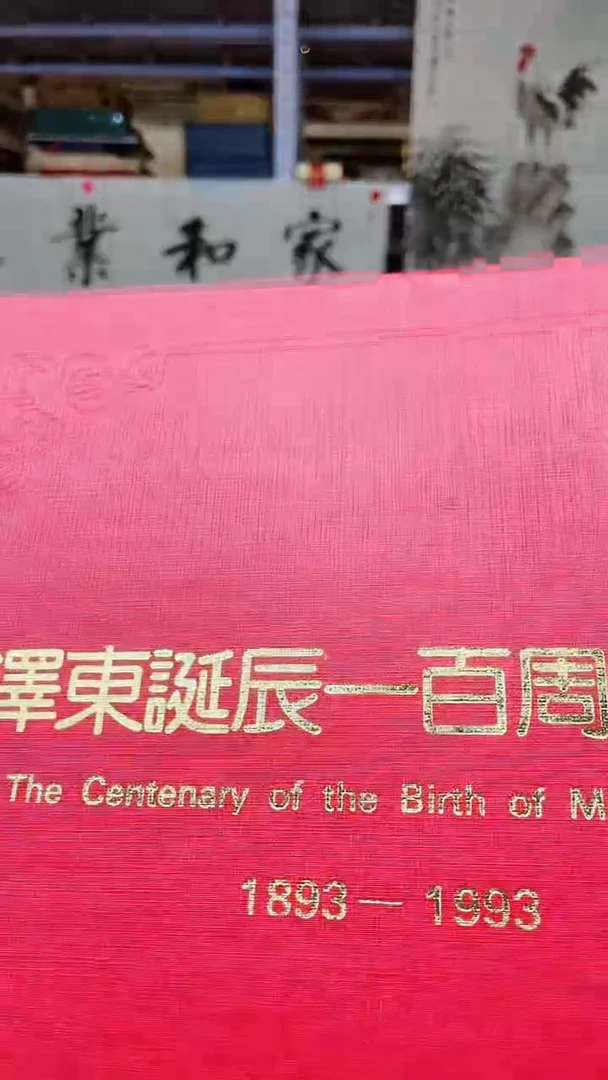 家和業
澤東誕辰一百周
The Centenary of the Birth of M
1893—1993